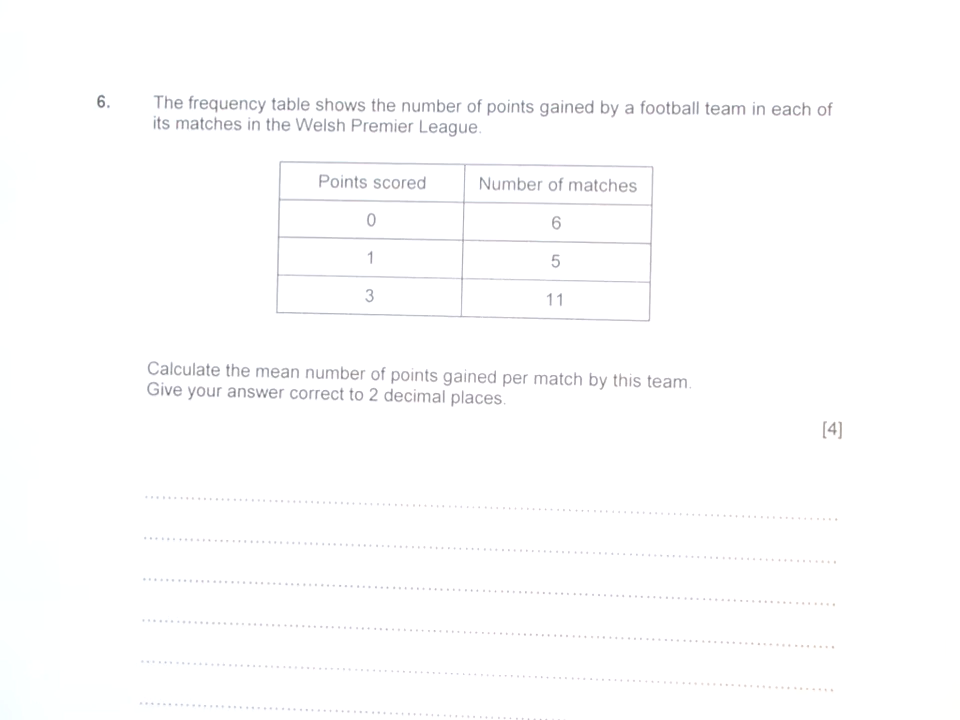 6. The frequency table shows the number of points gained by a football team in each of
its matches in the Welsh Premier League.
Points scored Number of matches
0 6
1 5
3 11
Calculate the mean number of points gained per match by this team.
Give your answer correct to 2 decimal places.
[4]